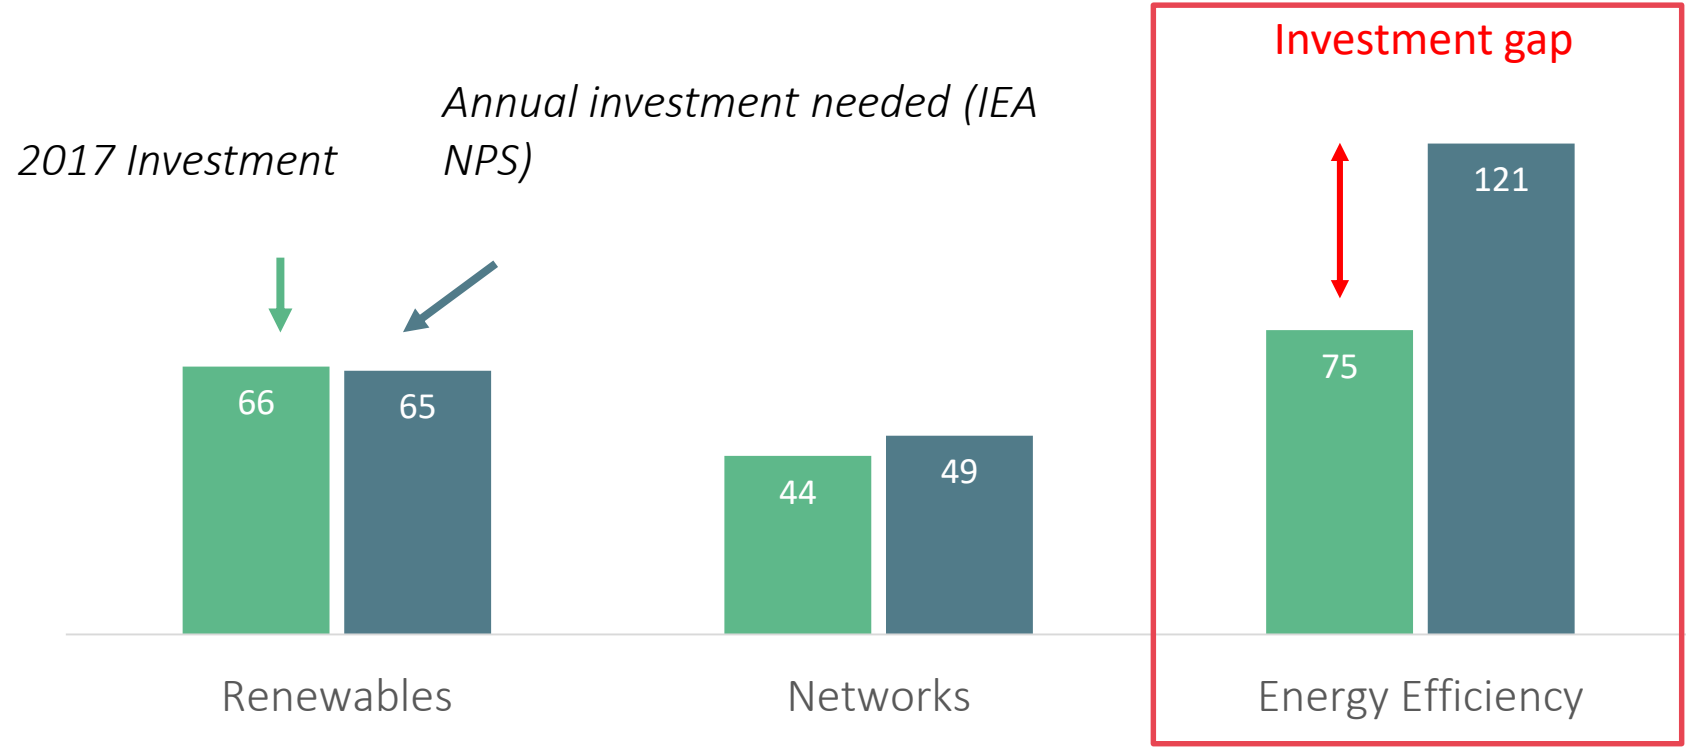 Investment gap
Annual investment needed (IEA
NPS)
2017 Investment
121
75
66
65
49
44
Renewables
Networks
Energy Efficiency